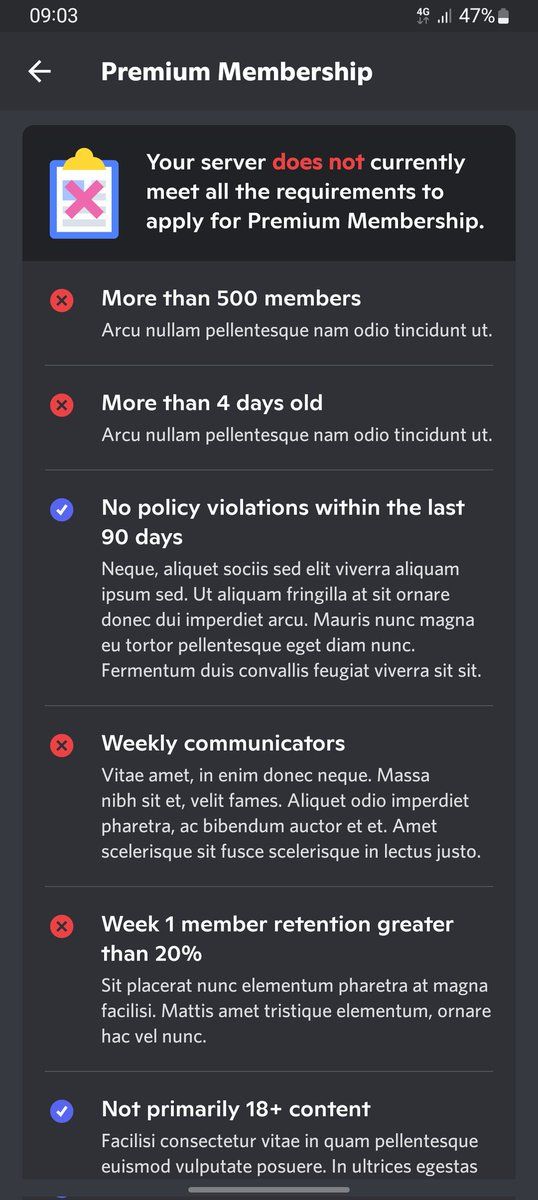 09:03
4G 47%
Premium Membership
Your server does not currently
meet all the requirements to
apply for Premium Membership.
More than 500 members
Arcu nullam pellentesque nam odio tincidunt ut.
More than 4 days old
Arcu nullam pellentesque nam odio tincidunt ut.
No policy violations within the last
90 days
Neque, aliquet sociis sed elit viverra aliquam
ipsum sed. Ut aliquam fringilla at sit ornare
donec dui imperdiet arcu. Mauris nunc magna
eu tortor pellentesque eget diam nunc.
Fermentum duis convallis feugiat viverra sit sit.
Weekly communicators
Vitae amet, in enim donec neque. Massa
nibh sit et, velit fames. Aliquet odio imperdiet
pharetra, ac bibendum auctor et et. Amet
scelerisque sit fusce scelerisque in lectus justo.
Week 1 member retention greater
than 20%
Sit placerat nunc elementum pharetra at magna
facilisi. Mattis amet tristique elementum, ornare
hac vel nunc.
Not primarily 18+ content
Facilisi consectetur vitae in quam pellentesque
euismod vulputate posuere. In ultrices egestas